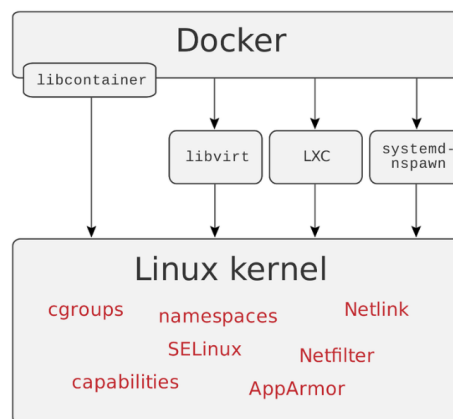 Docker
libcontainer
libvirt
LXC
systemd-
nspawn
Linux kernel
cgroups
namespaces
Netlink
SELinux
Netfilter
capabilities
AppArmor